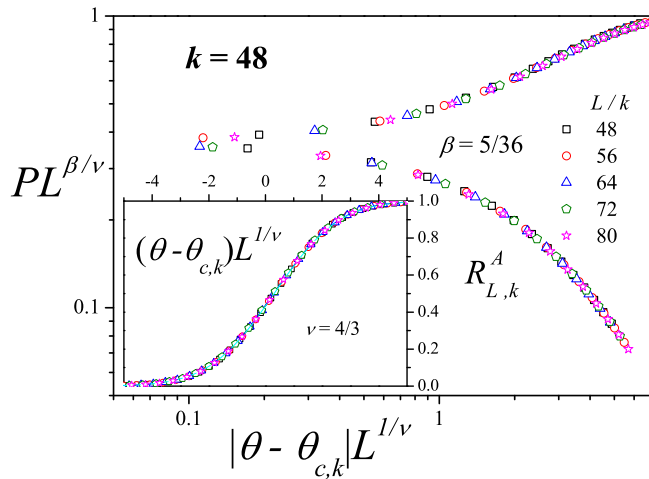 1
k = 48
L / k
β = 5/36
48
56
64
72
80
PL^{β/ν}
-4 -2 0 2 4
1.0
0.8
0.6
0.4
0.2
0.0
(θ-θ_{c,k})L^{1/ν}
ν = 4/3
R^{A}_{L,k}
0.1
0.1 1
|θ - θ_{c,k}|L^{1/ν}